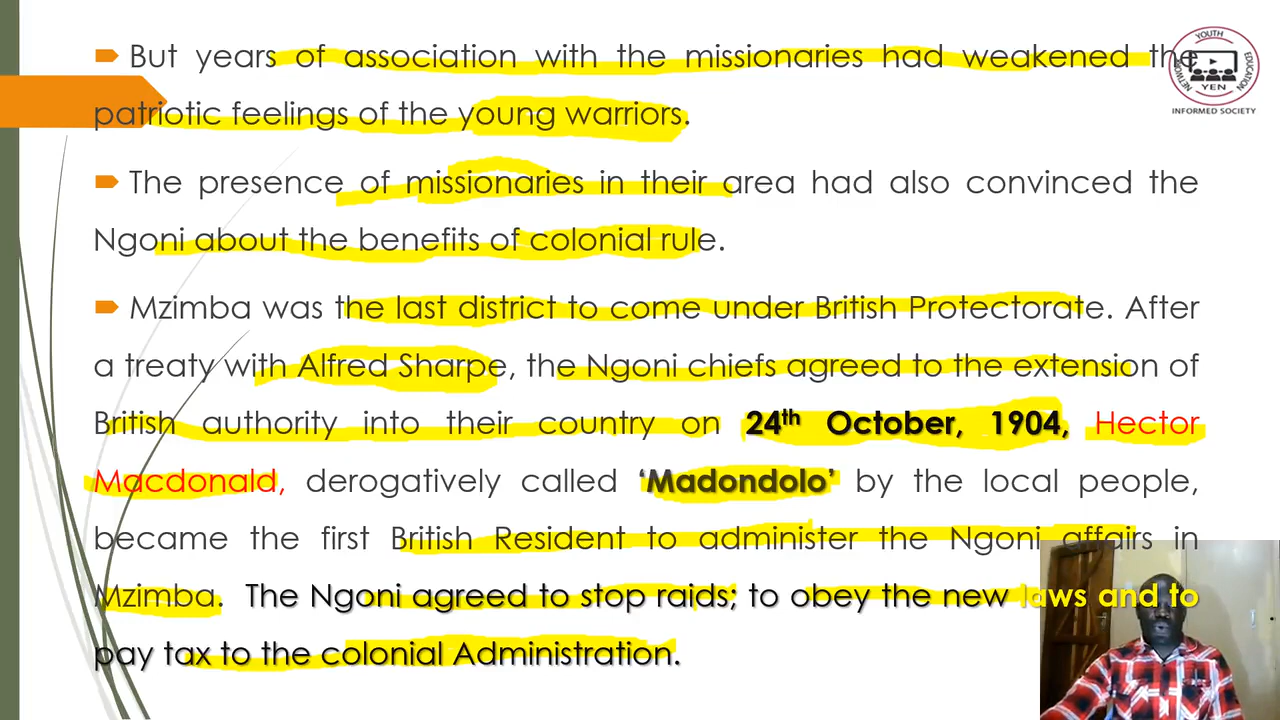 But years of association with the missionaries had weakened the
patriotic feelings of the young warriors.
The presence of missionaries in their area had also convinced the
Ngoni about the benefits of colonial rule.
Mzimba was the last district to come under British Protectorate. After
a treaty with Alfred Sharpe, the Ngoni chiefs agreed to the extension of
British authority into their country on 24th October, 1904, Hector
Macdonald, derogatively called ‘Madondolo’ by the local people,
became the first British Resident to administer the Ngoni affairs in
Mzimba. The Ngoni agreed to stop raids; to obey the new laws and to
pay tax to the colonial Administration.
YOUTH
EDUCATION
NETWORK
YEN
INFORMED SOCIETY